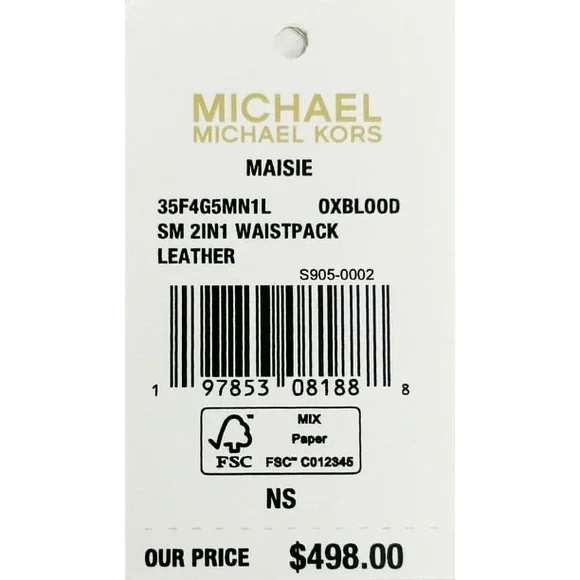 MICHAEL
MICHAEL KORS
MAISIE
35F4G5MN1L OXBLOOD
SM 2IN1 WAISTPACK
LEATHER
S905-0002
1 97853 08188 8
FSC™
MIX
Paper
FSC™ C012345
NS
OUR PRICE $498.00